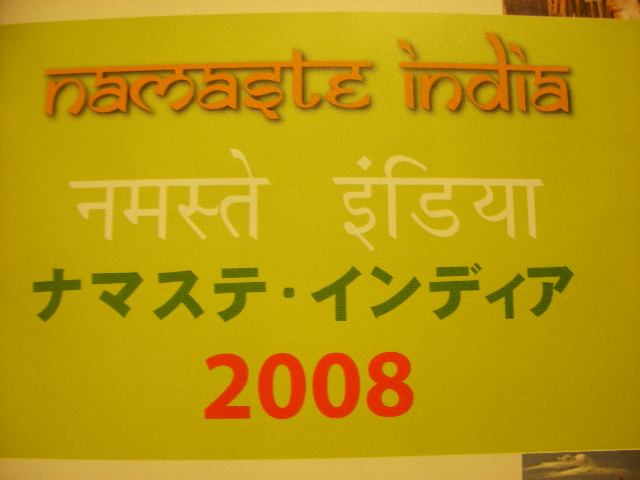 namaste india
नमस्ते इंडिया
ナマステ・インディア
2008